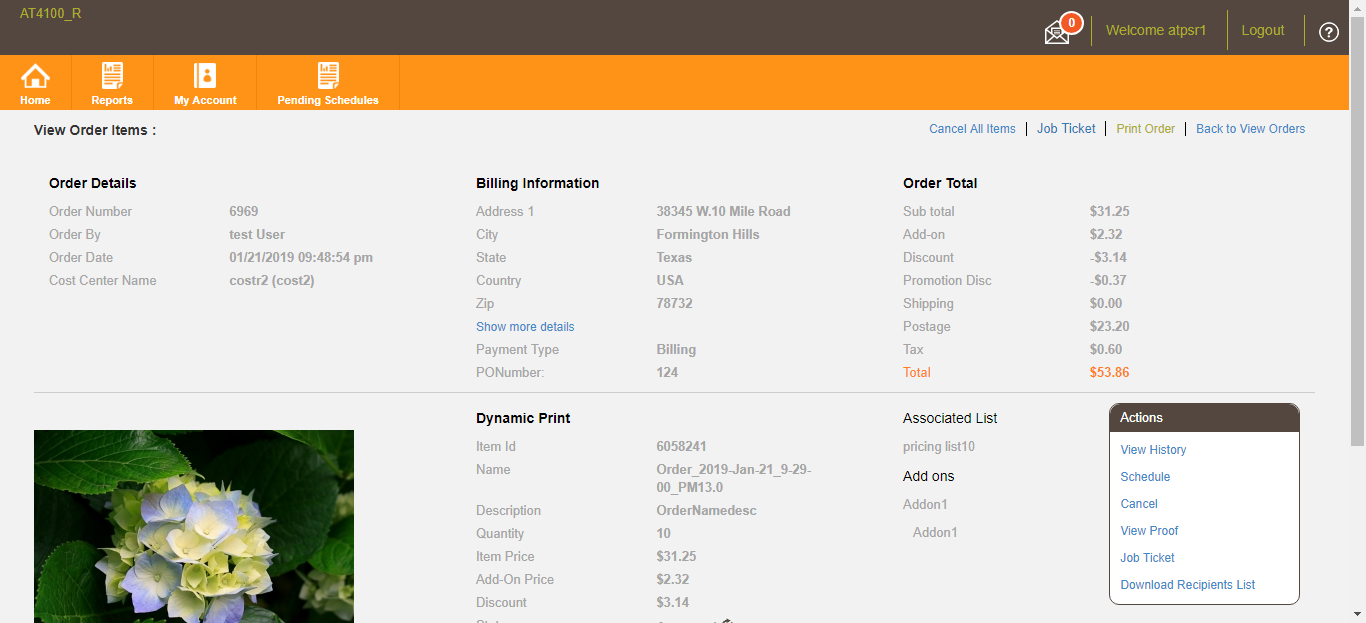 AT4100_R
0
Welcome atpsr1
Logout
?
Home
Reports
My Account
Pending Schedules
View Order Items :
Cancel All Items
Job Ticket
Print Order
Back to View Orders
Order Details
Order Number 6969
Order By test User
Order Date 01/21/2019 09:48:54 pm
Cost Center Name costr2 (cost2)
Billing Information
Address 1 38345 W.10 Mile Road
City Formington Hills
State Texas
Country USA
Zip 78732
Show more details
Payment Type Billing
PONumber: 124
Order Total
Sub total $31.25
Add-on $2.32
Discount -$3.14
Promotion Disc -$0.37
Shipping $0.00
Postage $23.20
Tax $0.60
Total $53.86
Dynamic Print
Item Id 6058241
Name Order_2019-Jan-21_9-29-
00_PM13.0
Description OrderNamedesc
Quantity 10
Item Price $31.25
Add-On Price $2.32
Discount $3.14
Associated List
pricing list10
Add ons
Addon1
Addon1
Actions
View History
Schedule
Cancel
View Proof
Job Ticket
Download Recipients List